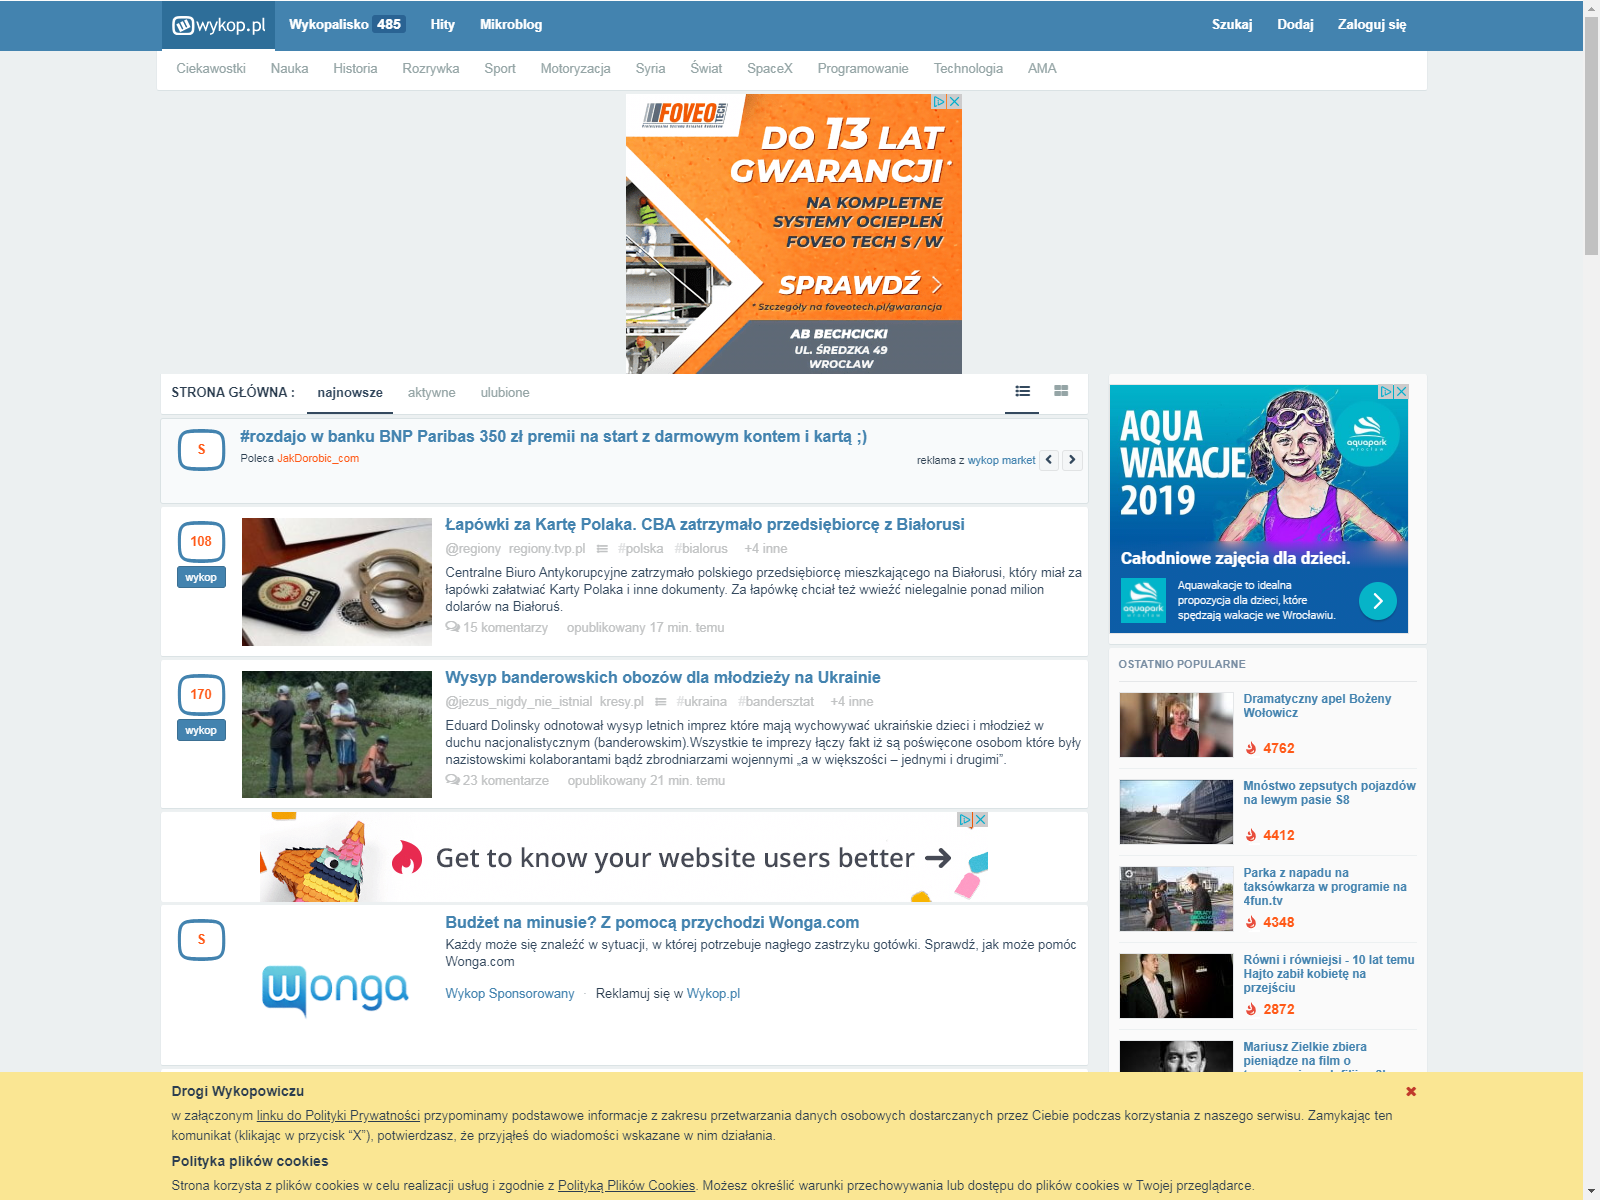 wykop.pl
Wykopalisko 485 Hity Mikroblog Szukaj Dodaj Zaloguj się
Ciekawostki Nauka Historia Rozrywka Sport Motoryzacja Syria Świat SpaceX Programowanie Technologia AMA
FOVEO TECH
DO 13 LAT
GWARANCJI*
NA KOMPLETNE
SYSTEMY OCIEPLEŃ
FOVEO TECH S / W
SPRAWDŹ
* Szczegóły na foveotech.pl/gwarancja
AB BECHCICKI
UL. ŚREDZKA 49
WROCŁAW
STRONA GŁÓWNA : najnowsze aktywne ulubione
S
#rozdajo w banku BNP Paribas 350 zł premii na start z darmowym kontem i kartą ;)
Poleca JakDorobic_com
reklama z wykop market
108
wykop
CBA
Łapówki za Kartę Polaka. CBA zatrzymało przedsiębiorcę z Białorusi
@regiony regiony.tvp.pl #polska #bialorus +4 inne
Centralne Biuro Antykorupcyjne zatrzymało polskiego przedsiębiorcę mieszkającego na Białorusi, który miał za
łapówki załatwiać Karty Polaka i inne dokumenty. Za łapówkę chciał też wwieźć nielegalnie ponad milion
dolarów na Białoruś.
15 komentarzy opublikowany 17 min. temu
170
wykop
Wysyp banderowskich obozów dla młodzieży na Ukrainie
@jezus_nigdy_nie_istnial kresy.pl #ukraina #bandersztat +4 inne
Eduard Dolinsky odnotował wysyp letnich imprez które mają wychowywać ukraińskie dzieci i młodzież w
duchu nacjonalistycznym (banderowskim).Wszystkie te imprezy łączy fakt iż są poświęcone osobom które były
nazistowskimi kolaborantami bądź zbrodniarzami wojennymi „a w większości – jednymi i drugimi”.
23 komentarze opublikowany 21 min. temu
Get to know your website users better
S
wonga
Budżet na minusie? Z pomocą przychodzi Wonga.com
Każdy może się znaleźć w sytuacji, w której potrzebuje nagłego zastrzyku gotówki. Sprawdź, jak może pomóc
Wonga.com
Wykop Sponsorowany · Reklamuj się w Wykop.pl
AQUA
WAKACJE
2019
aquapark
wrocław
Całodniowe zajęcia dla dzieci.
aquapark
wrocław
Aquawakacje to idealna
propozycja dla dzieci, które
spędzają wakacje we Wrocławiu.
OSTATNIO POPULARNE
Dramatyczny apel Bożeny
Wołowicz
4762
Mnóstwo zepsutych pojazdów
na lewym pasie S8
4412
Parka z napadu na
taksówkarza w programie na
4fun.tv
4348
Równi i równiejsi - 10 lat temu
Hajto zabił kobietę na
przejściu
2872
Mariusz Zielke zbiera
pieniądze na film o
Drogi Wykopowiczu
w załączonym linku do Polityki Prywatności przypominamy podstawowe informacje z zakresu przetwarzania danych osobowych dostarczanych przez Ciebie podczas korzystania z naszego serwisu. Zamykając ten
komunikat (klikając w przycisk “X”), potwierdzasz, że przyjąłeś do wiadomości wskazane w nim działania.
Polityka plików cookies
Strona korzysta z plików cookies w celu realizacji usług i zgodnie z Polityką Plików Cookies. Możesz określić warunki przechowywania lub dostępu do plików cookies w Twojej przeglądarce.